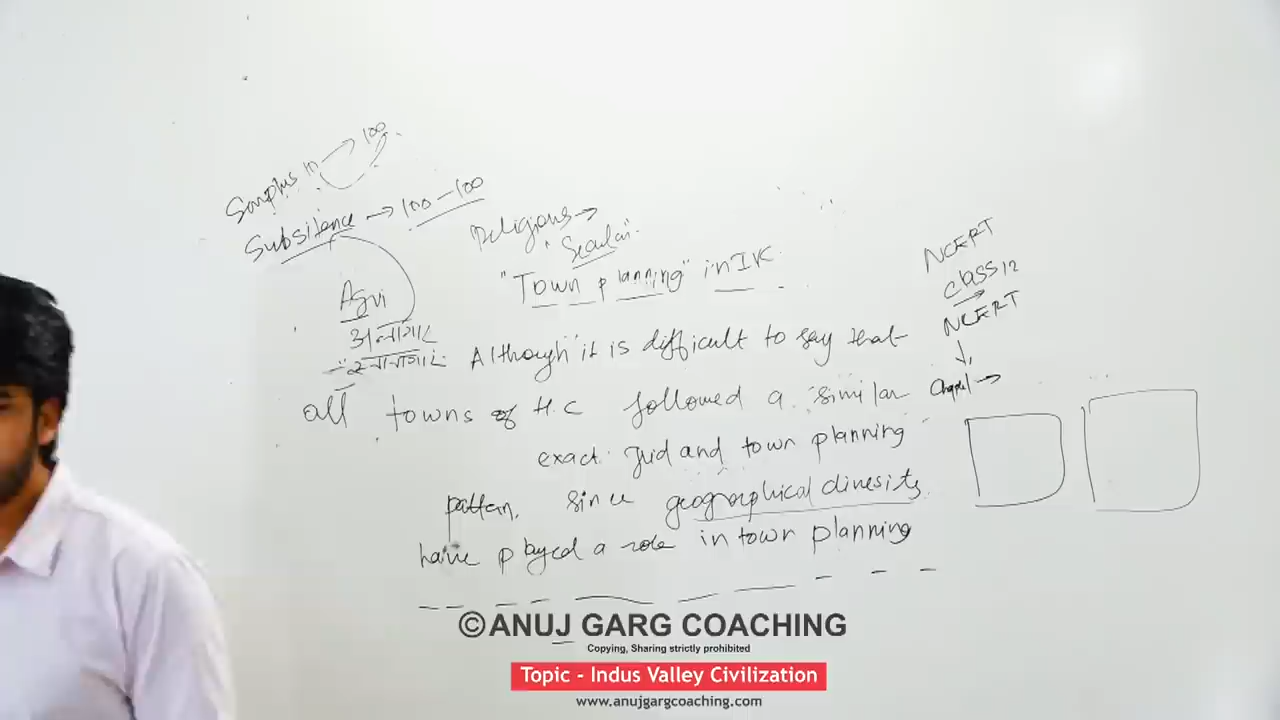 Surplus in → 100
Subsitence → 100-100
Religious →
"Secular".
"Town planning" in IVC
Agri
अन्नागार
स्नानागार
Although it is difficult to say that
all towns of H.C followed a similar
exact grid and town planning
pattern, since geographical diversity
have played a role in town planning
NCERT
class 12
NCERT
Chapter 1 →
©ANUJ GARG COACHING
Copying, Sharing strictly prohibited
Topic - Indus Valley Civilization
www.anujgargcoaching.com